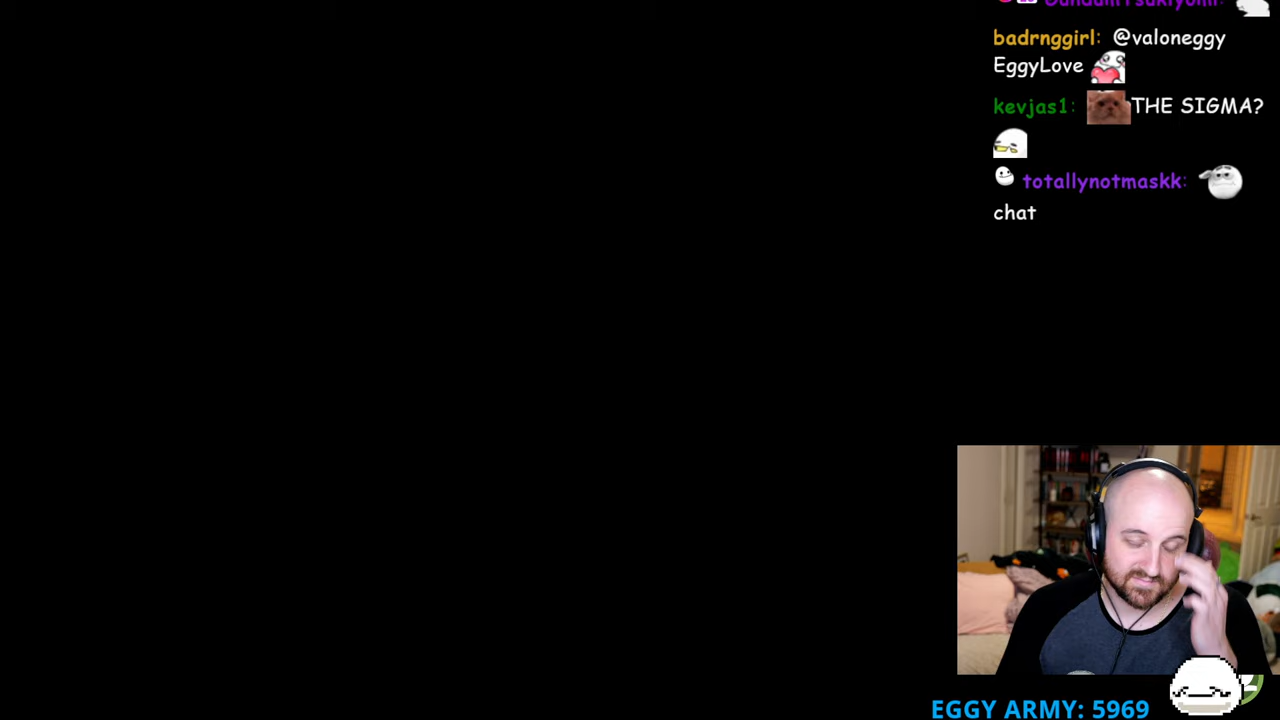 badrnggirl: @valoneggy
EggyLove
kevjas1: THE SIGMA?
totallynotmaskk:
chat
EGGY ARMY: 5969